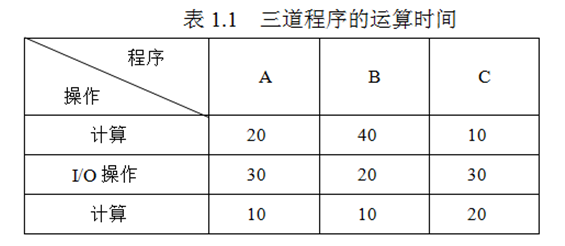 表 1.1 三道程序的运算时间
程序
操作
A B C
计算 20 40 10
I/O 操作 30 20 30
计算 10 10 20